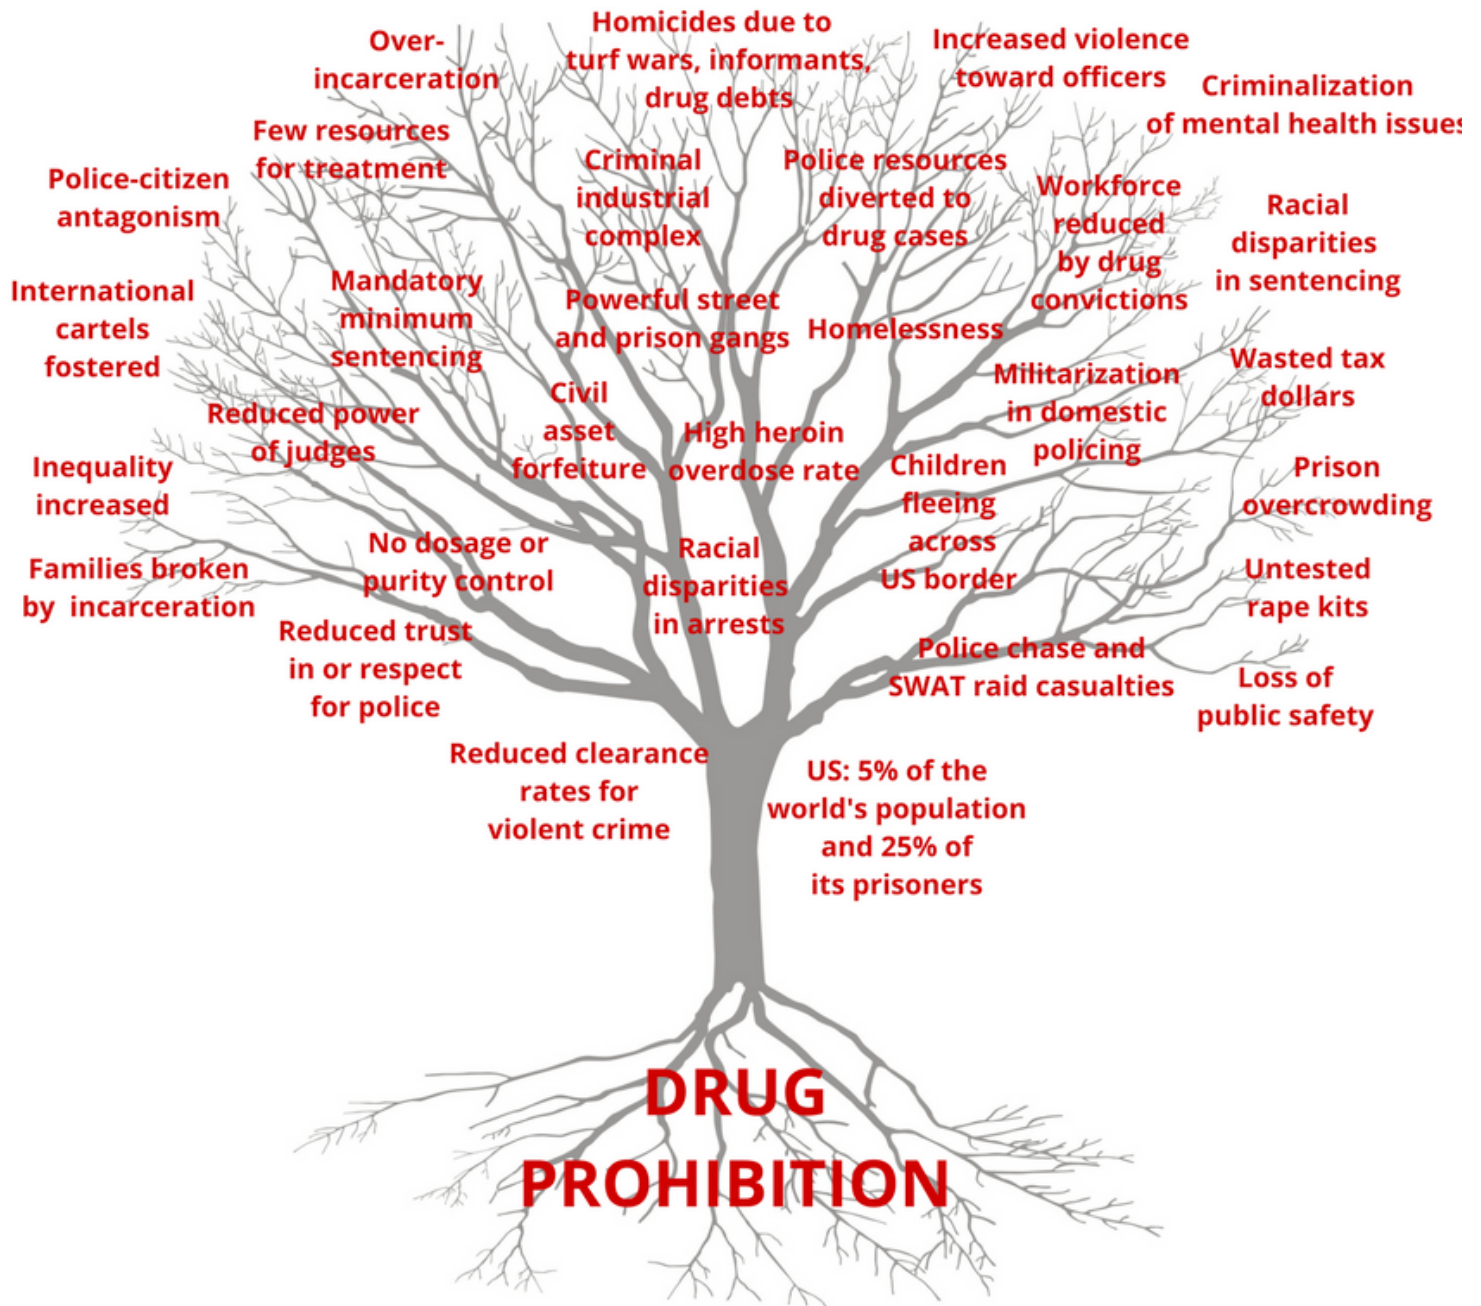 Over-
incarceration
Homicides due to
turf wars, informants,
drug debts
Increased violence
toward officers
Criminalization
of mental health issues
Few resources
for treatment
Police-citizen
antagonism
Criminal
industrial
complex
Police resources
diverted to
drug cases
Workforce
reduced
by drug
convictions
Racial
disparities
in sentencing
International
cartels
fostered
Mandatory
minimum
sentencing
Powerful street
and prison gangs
Homelessness
Militarization
in domestic
policing
Wasted tax
dollars
Reduced power
of judges
Civil
asset
forfeiture
High heroin
overdose rate
Children
fleeing
across
US border
Prison
overcrowding
Inequality
increased
No dosage or
purity control
Racial
disparities
in arrests
Untested
rape kits
Families broken
by  incarceration
Reduced trust
in or respect
for police
Police chase and
SWAT raid casualties
Loss of
public safety
Reduced clearance
rates for
violent crime
US: 5% of the
world's population
and 25% of
its prisoners
DRUG
PROHIBITION